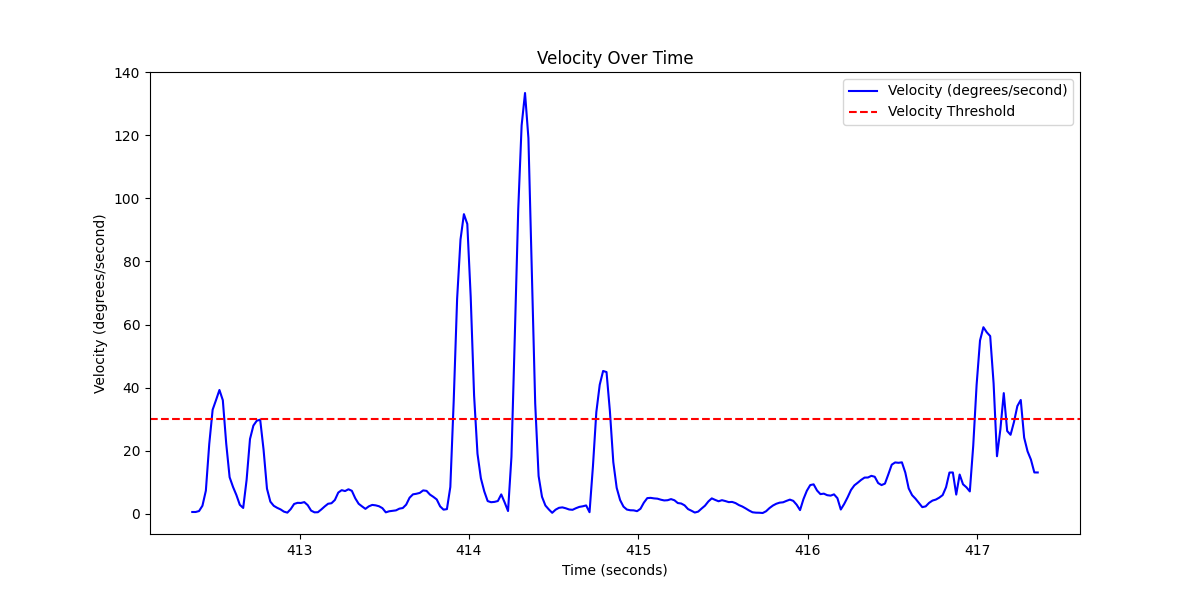 Velocity Over Time
Velocity (degrees/second)
Velocity Threshold
140
120
100
80
60
40
20
0
Velocity (degrees/second)
413
414
415
416
417
Time (seconds)